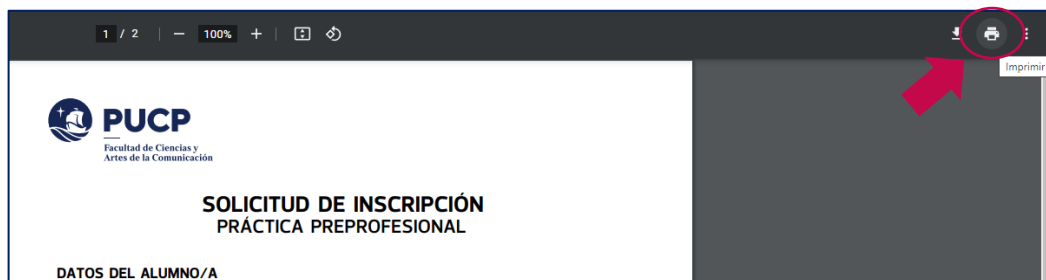 1 / 2 | − 100% + |
Imprimir
PUCP
Facultad de Ciencias y
Artes de la Comunicación
SOLICITUD DE INSCRIPCIÓN
PRÁCTICA PREPROFESIONAL
DATOS DEL ALUMNO/A